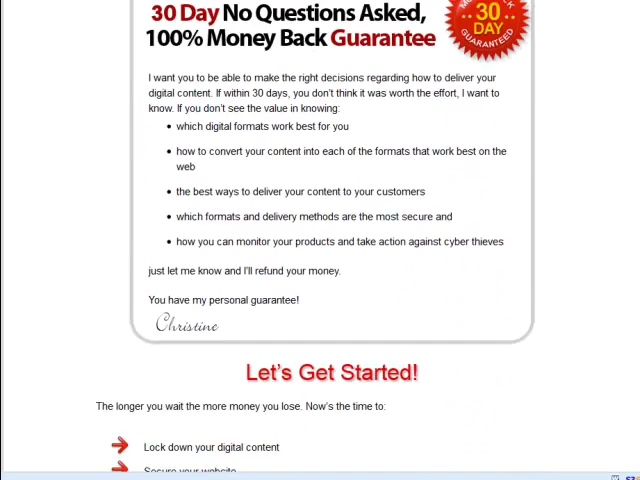 30 Day No Questions Asked,
100% Money Back Guarantee
30
DAY
GUARANTEED
I want you to be able to make the right decisions regarding how to deliver your
digital content. If within 30 days, you don't think it was worth the effort, I want to
know. If you don't see the value in knowing:
• which digital formats work best for you
• how to convert your content into each of the formats that work best on the
web
• the best ways to deliver your content to your customers
• which formats and delivery methods are the most secure and
• how you can monitor your products and take action against cyber thieves
just let me know and I'll refund your money.
You have my personal guarantee!
Christine
Let's Get Started!
The longer you wait the more money you lose. Now's the time to:
Lock down your digital content
Secure your website